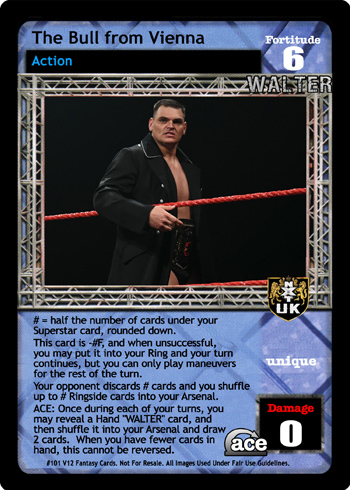 The Bull from Vienna
Fortitude
6
Action
WALTER
NXT
UK
# = half the number of cards under your
Superstar card, rounded down.
This card is -#F, and when unsuccessful,
you may put it into your Ring and your turn
continues, but you can only play maneuvers
for the rest of the turn.
unique
Your opponent discards # cards and you shuffle
up to # Ringside cards into your Arsenal.
ACE: Once during each of your turns, you
may reveal a Hand "WALTER" card, and
then shuffle it into your Arsenal and draw
2 cards. When you have fewer cards in
hand, this cannot be reversed.
Damage
0
ace
#101 V12 Fantasy Cards. Not For Resale. All Images Used Under Fair Use Guidelines.